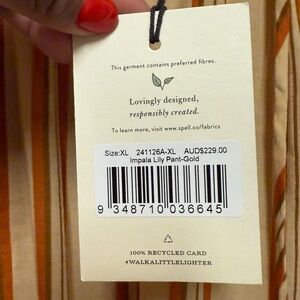 This garment contains preferred fibres.
Lovingly designed,
responsibly created.
To learn more, visit www.spell.co/fabrics
Size:XL 241126A-XL AUD$229.00
Impala Lily Pant-Gold
9 348710 036645
100% RECYCLED CARD
#WALKALITTLELIGHTER